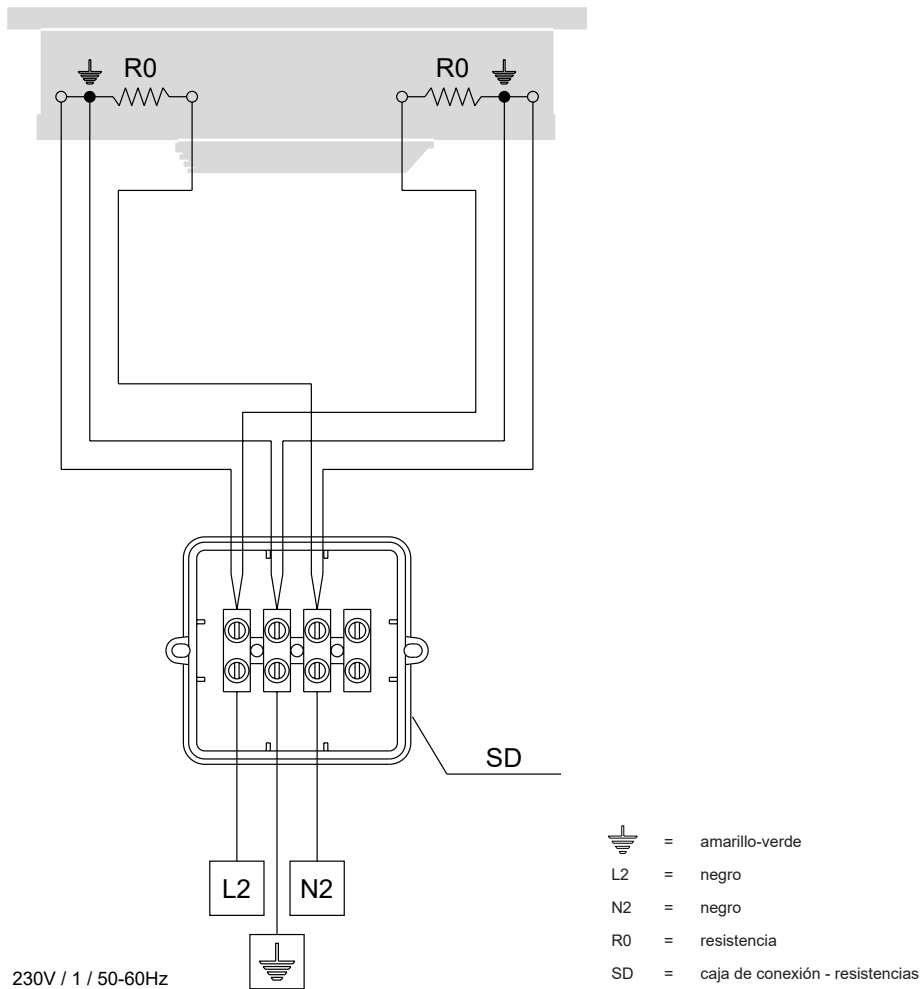 R0 R0
SD
L2 N2
230V / 1 / 50-60Hz
= amarillo-verde
L2 = negro
N2 = negro
R0 = resistencia
SD = caja de conexión - resistencias